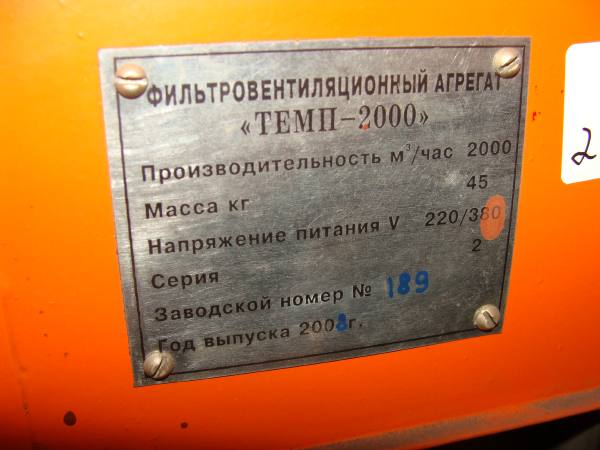 ФИЛЬТРОВЕНТИЛЯЦИОННЫЙ АГРЕГАТ
«ТЕМП-2000»
Производительность м³/час 2000
Масса кг 45
Напряжение питания V 220/380
Серия 2
Заводской номер № 189
Год выпуска 2008г.
2